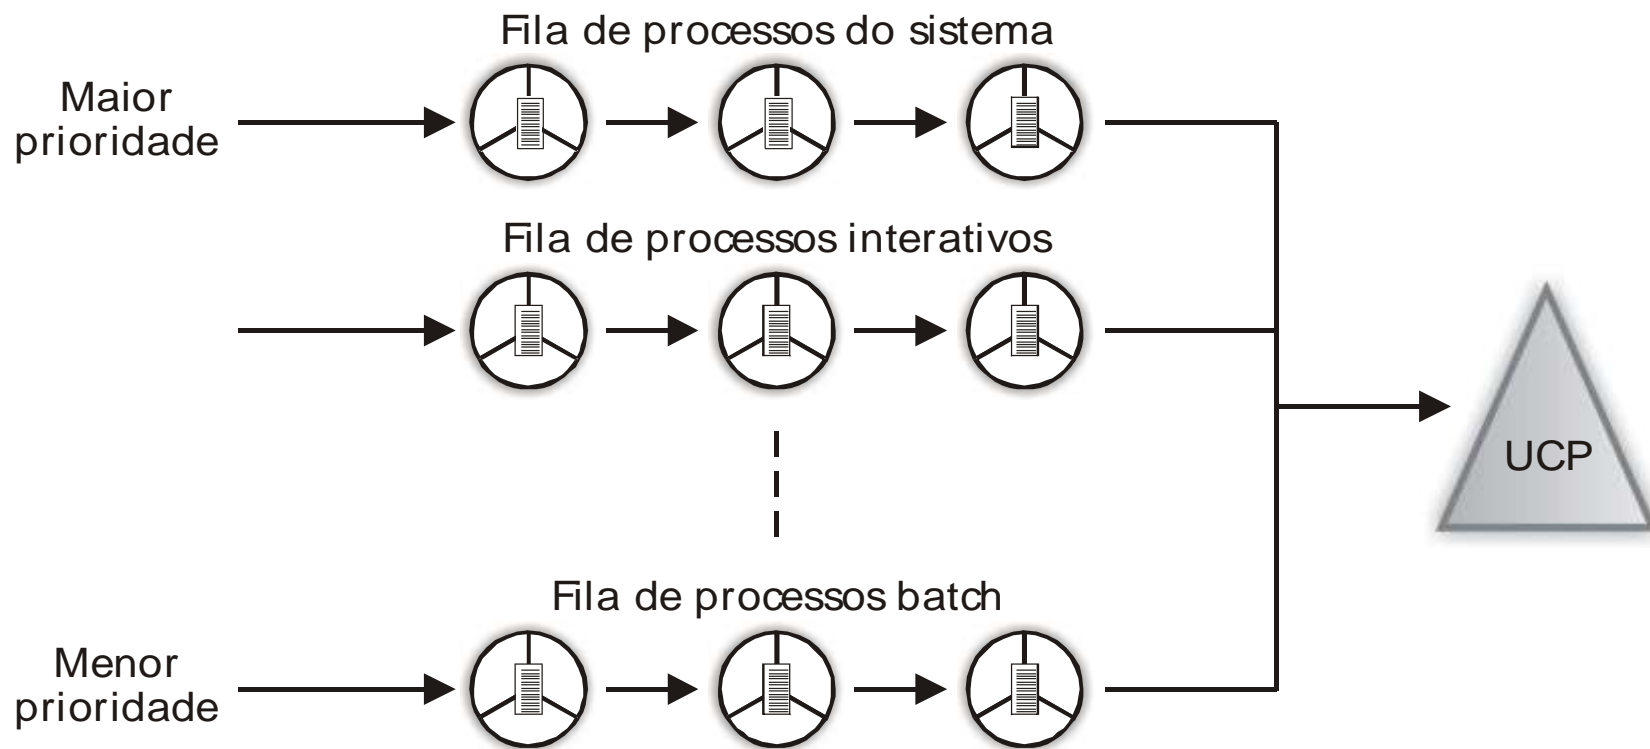 Fila de processos do sistema
Maior
prioridade
Fila de processos interativos
UCP
Fila de processos batch
Menor
prioridade